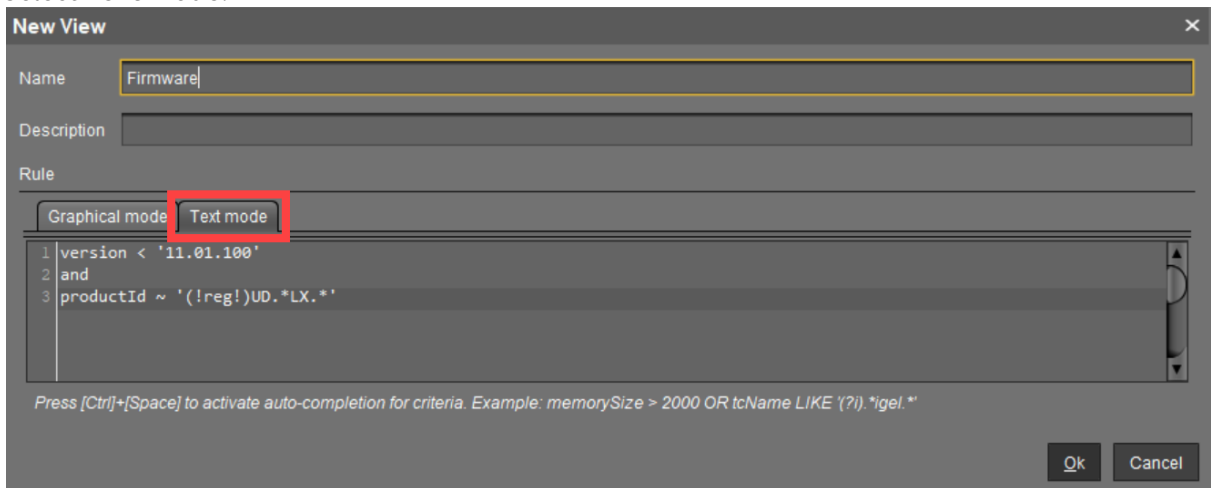 New View ×
Name Firmware
Description
Rule
Graphical mode Text mode
1 version < '11.01.100'
2 and
3 productId ~ '(!reg!)UD.*LX.*'
Press [Ctrl]+[Space] to activate auto-completion for criteria. Example: memorySize > 2000 OR tcName LIKE '(?i).*igel.*'
Ok Cancel